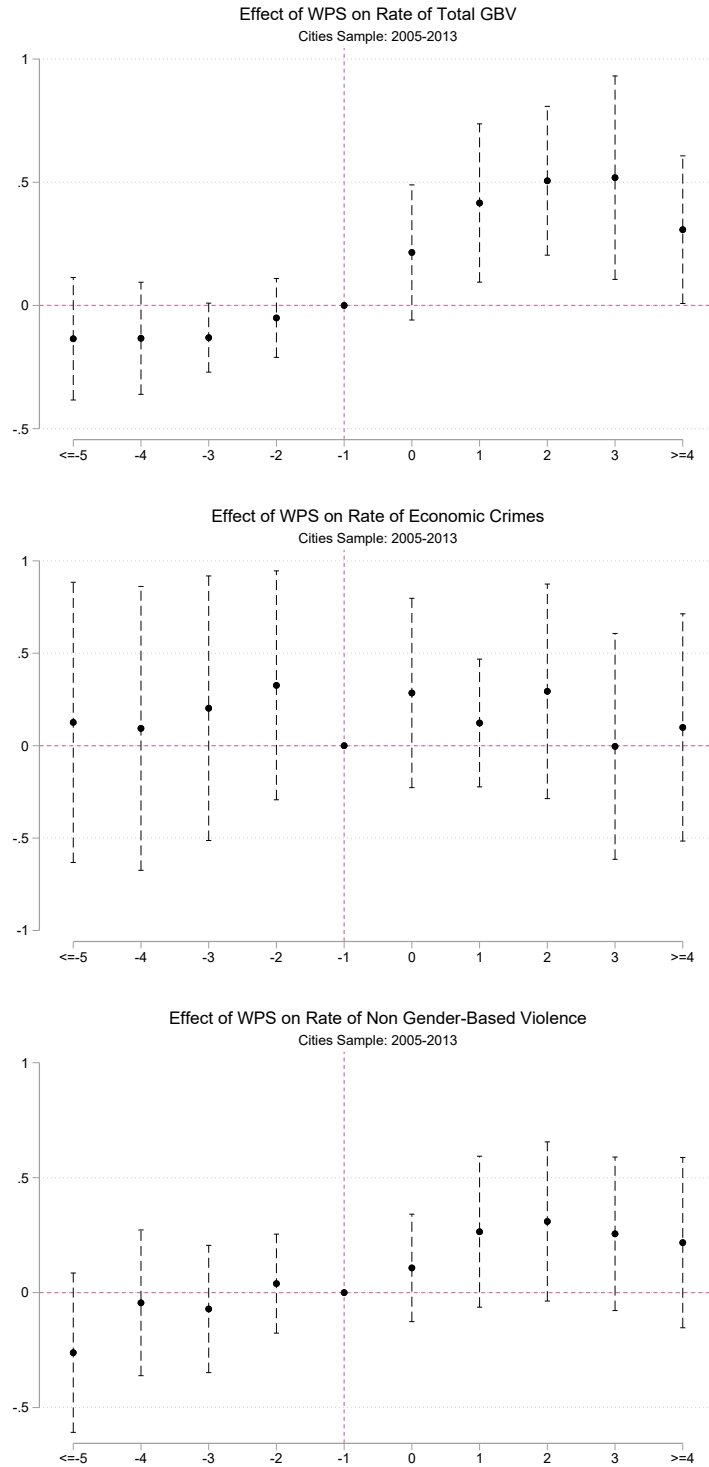 Effect of WPS on Rate of Total GBV
Cities Sample: 2005-2013
1
.5
0
-.5
<=-5 -4 -3 -2 -1 0 1 2 3 >=4
Effect of WPS on Rate of Economic Crimes
Cities Sample: 2005-2013
1
.5
0
-.5
-1
<=-5 -4 -3 -2 -1 0 1 2 3 >=4
Effect of WPS on Rate of Non Gender-Based Violence
Cities Sample: 2005-2013
1
.5
0
-.5
<=-5 -4 -3 -2 -1 0 1 2 3 >=4